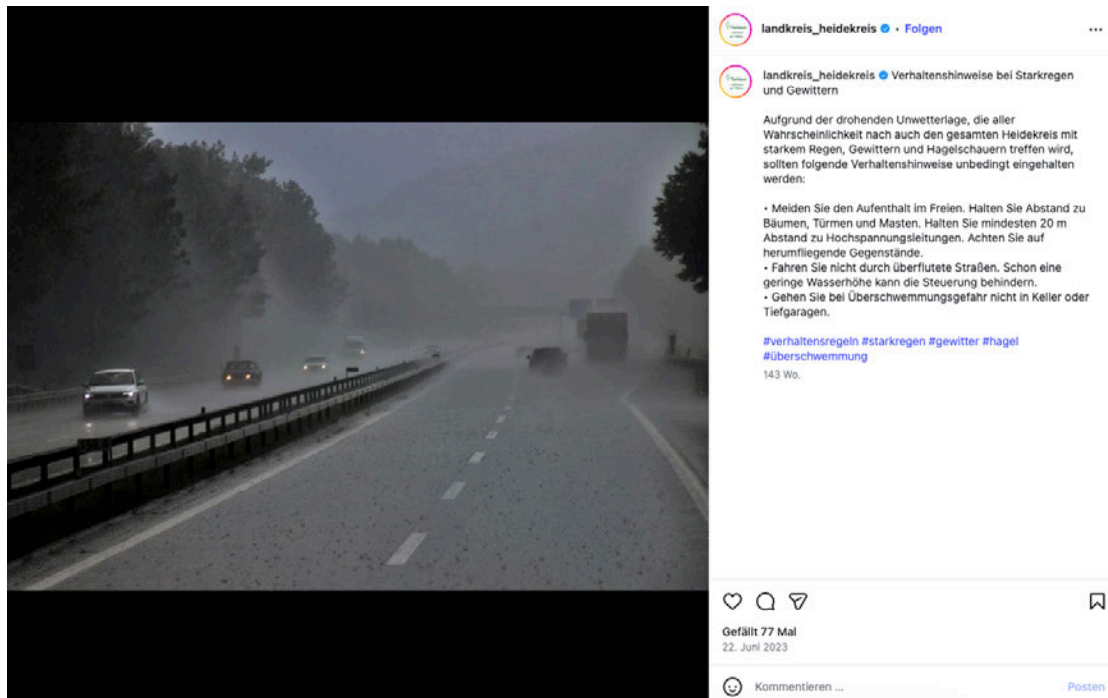 landkreis_heidekreis • Folgen
landkreis_heidekreis Verhaltenshinweise bei Starkregen
und Gewittern
Aufgrund der drohenden Unwetterlage, die aller
Wahrscheinlichkeit nach auch den gesamten Heidekreis mit
starkem Regen, Gewittern und Hagelschauern treffen wird,
sollten folgende Verhaltenshinweise unbedingt eingehalten
werden:
• Meiden Sie den Aufenthalt im Freien. Halten Sie Abstand zu
Bäumen, Türmen und Masten. Halten Sie mindesten 20 m
Abstand zu Hochspannungsleitungen. Achten Sie auf
herumfliegende Gegenstände.
• Fahren Sie nicht durch überflutete Straßen. Schon eine
geringe Wasserhöhe kann die Steuerung behindern.
• Gehen Sie bei Überschwemmungsgefahr nicht in Keller oder
Tiefgaragen.
#verhaltensregeln #starkregen #gewitter #hagel
#überschwemmung
143 Wo.
Gefällt 77 Mal
22. Juni 2023
Kommentieren ...
Posten